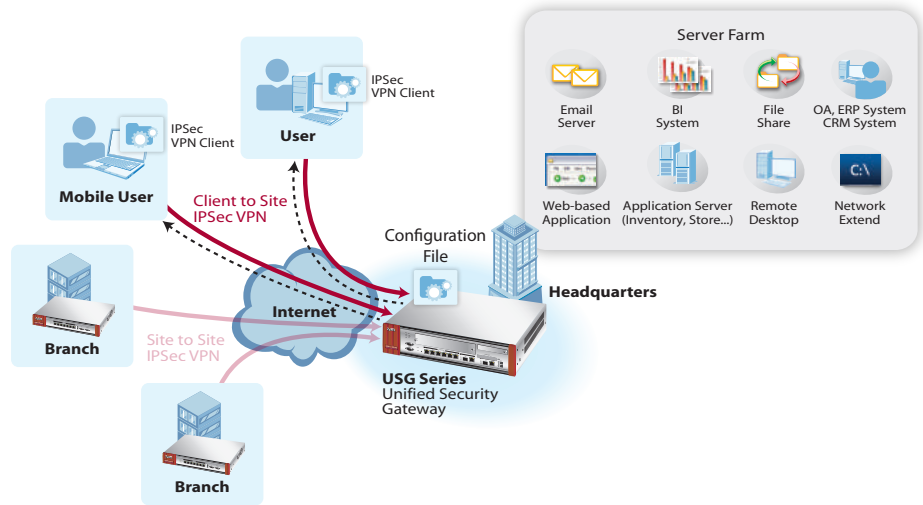 Server Farm
Email
Server
BI
System
File
Share
OA, ERP System
CRM System
Web-based
Application
Application Server
(Inventory, Store...)
Remote
Desktop
C:\
Network
Extend
IPSec
VPN Client
User
IPSec
VPN Client
Mobile User
Client to Site
IPSec VPN
Configuration
File
Headquarters
Internet
Branch
Site to Site
IPSec VPN
USG Series
Unified Security
Gateway
Branch